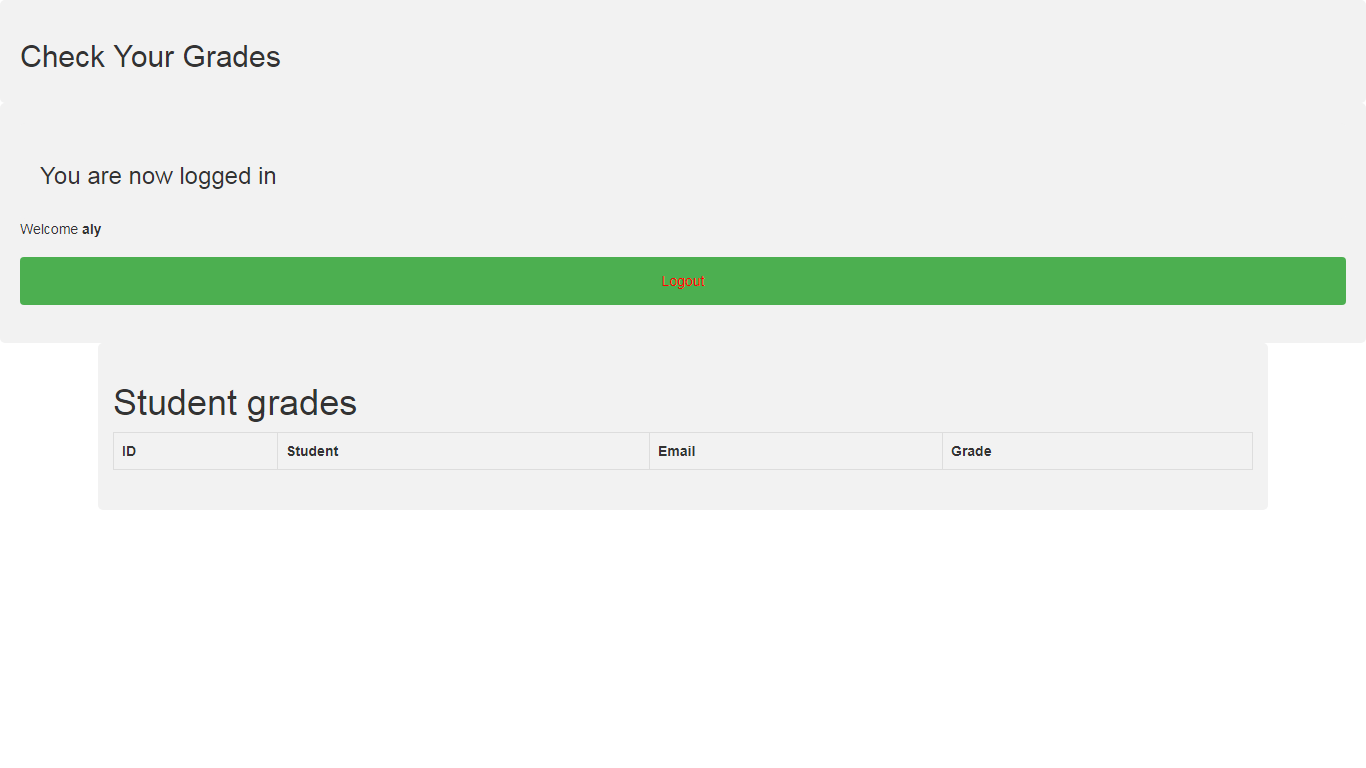 Check Your Grades
You are now logged in
Welcome aly
Logout
Student grades
ID Student Email Grade